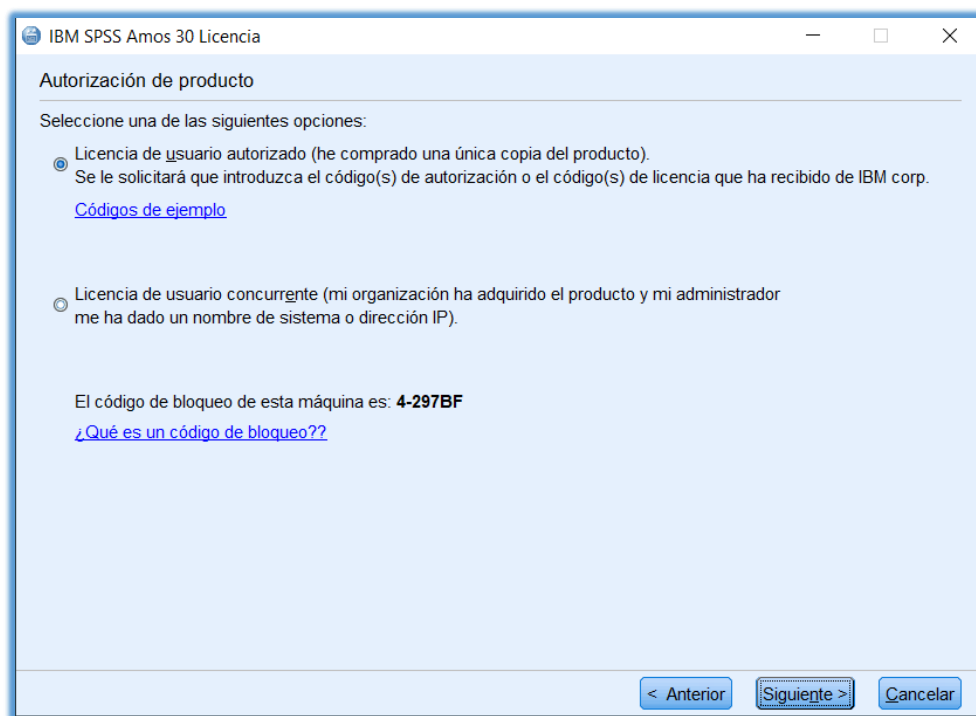 IBM SPSS Amos 30 Licencia
Autorización de producto
Seleccione una de las siguientes opciones:
Licencia de usuario autorizado (he comprado una única copia del producto).
Se le solicitará que introduzca el código(s) de autorización o el código(s) de licencia que ha recibido de IBM corp.
Códigos de ejemplo
Licencia de usuario concurrente (mi organización ha adquirido el producto y mi administrador
me ha dado un nombre de sistema o dirección IP).
El código de bloqueo de esta máquina es: 4-297BF
¿Qué es un código de bloqueo??
< Anterior
Siguiente >
Cancelar